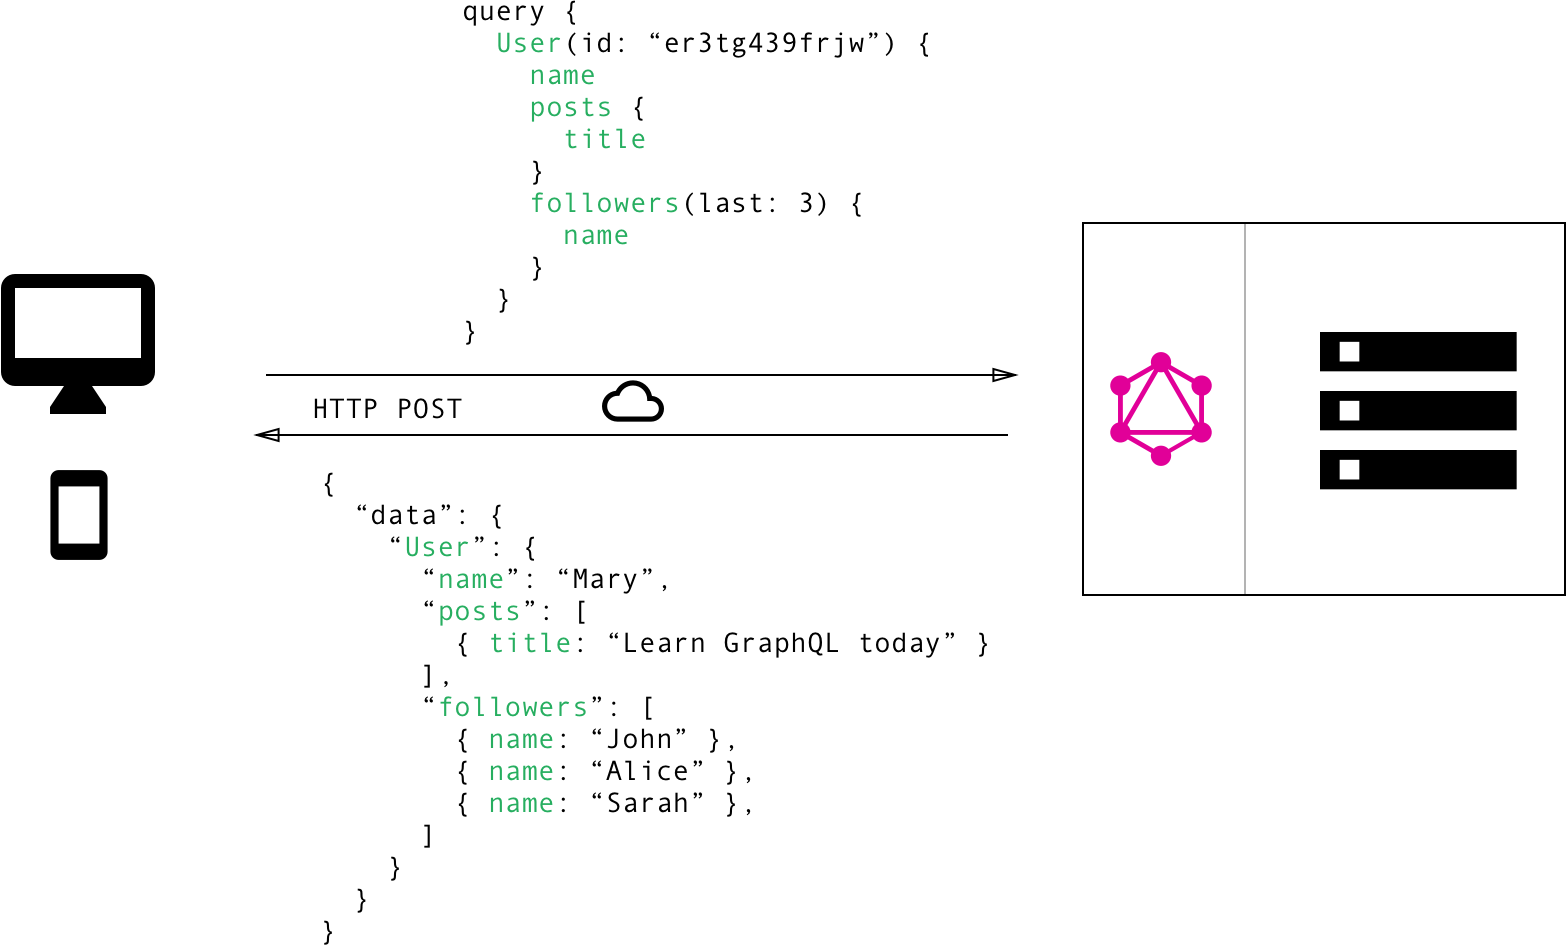 query {
  User(id: “er3tg439frjw”) {
    name
    posts {
      title
    }
    followers(last: 3) {
      name
    }
  }
}
HTTP POST
{
  “data”: {
    “User”: {
      “name”: “Mary”,
      “posts”: [
        { title: “Learn GraphQL today” }
      ],
      “followers”: [
        { name: “John” },
        { name: “Alice” },
        { name: “Sarah” },
      ]
    }
  }
}